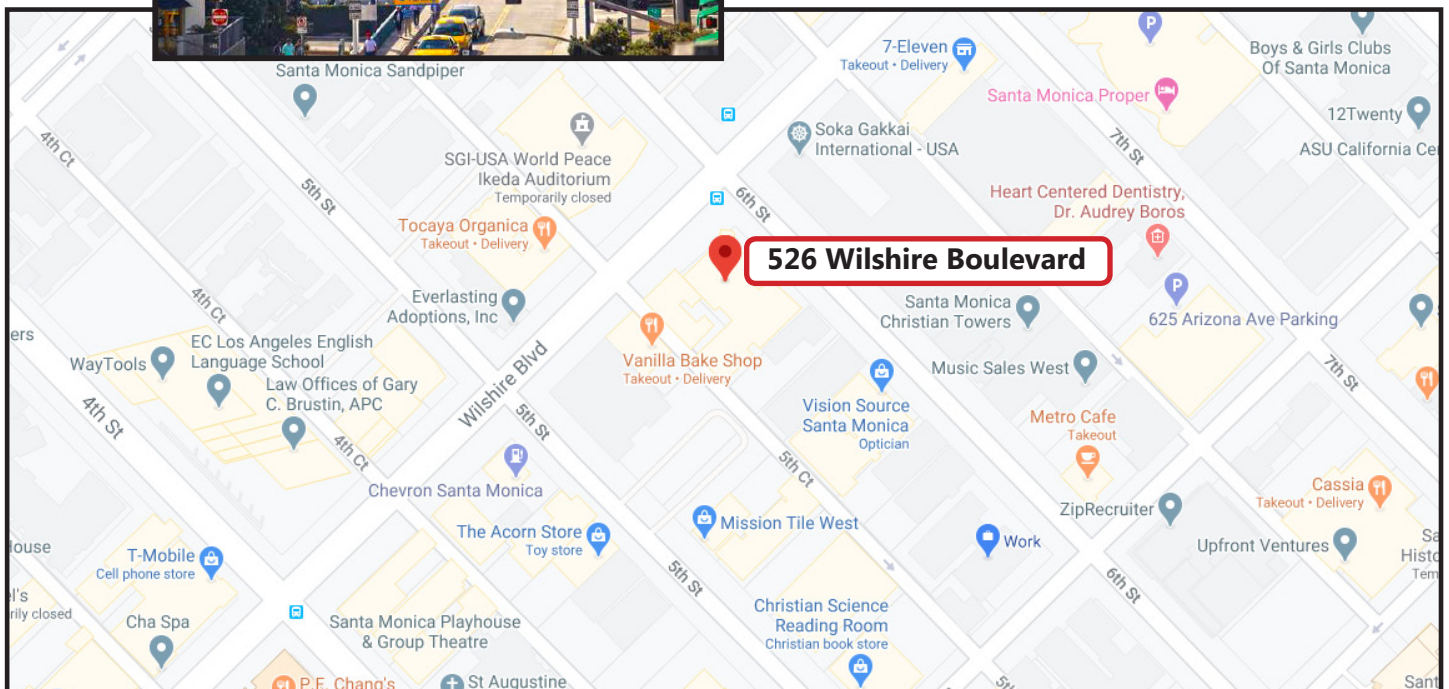 7-Eleven
Takeout • Delivery
P
Boys & Girls Clubs
Of Santa Monica
Santa Monica Sandpiper
Santa Monica Proper
12Twenty
4th Ct
Soka Gakkai
International - USA
7th St
ASU California Cer
SGI-USA World Peace
Ikeda Auditorium
Temporarily closed
5th St
6th St
Heart Centered Dentistry,
Dr. Audrey Boros
Tocaya Organica
Takeout • Delivery
526 Wilshire Boulevard
P
4th Ct
Everlasting
Adoptions, Inc
Santa Monica
Christian Towers
625 Arizona Ave Parking
ers
EC Los Angeles English
Language School
WayTools
Vanilla Bake Shop
Takeout • Delivery
Music Sales West
7th St
Law Offices of Gary
C. Brustin, APC
Wilshire Blvd
4th St
5th St
Vision Source
Santa Monica
Optician
Metro Cafe
Takeout
4th Ct
5th Ct
Chevron Santa Monica
Cassia
Takeout • Delivery
The Acorn Store
Toy store
Mission Tile West
ZipRecruiter
Work
Upfront Ventures
Sa
Histo
Tem
louse
T-Mobile
Cell phone store
5th St
6th St
el's
rily closed
Cha Spa
Santa Monica Playhouse
& Group Theatre
Christian Science
Reading Room
Christian book store
P.E. Chang's
St Augustine
Sant